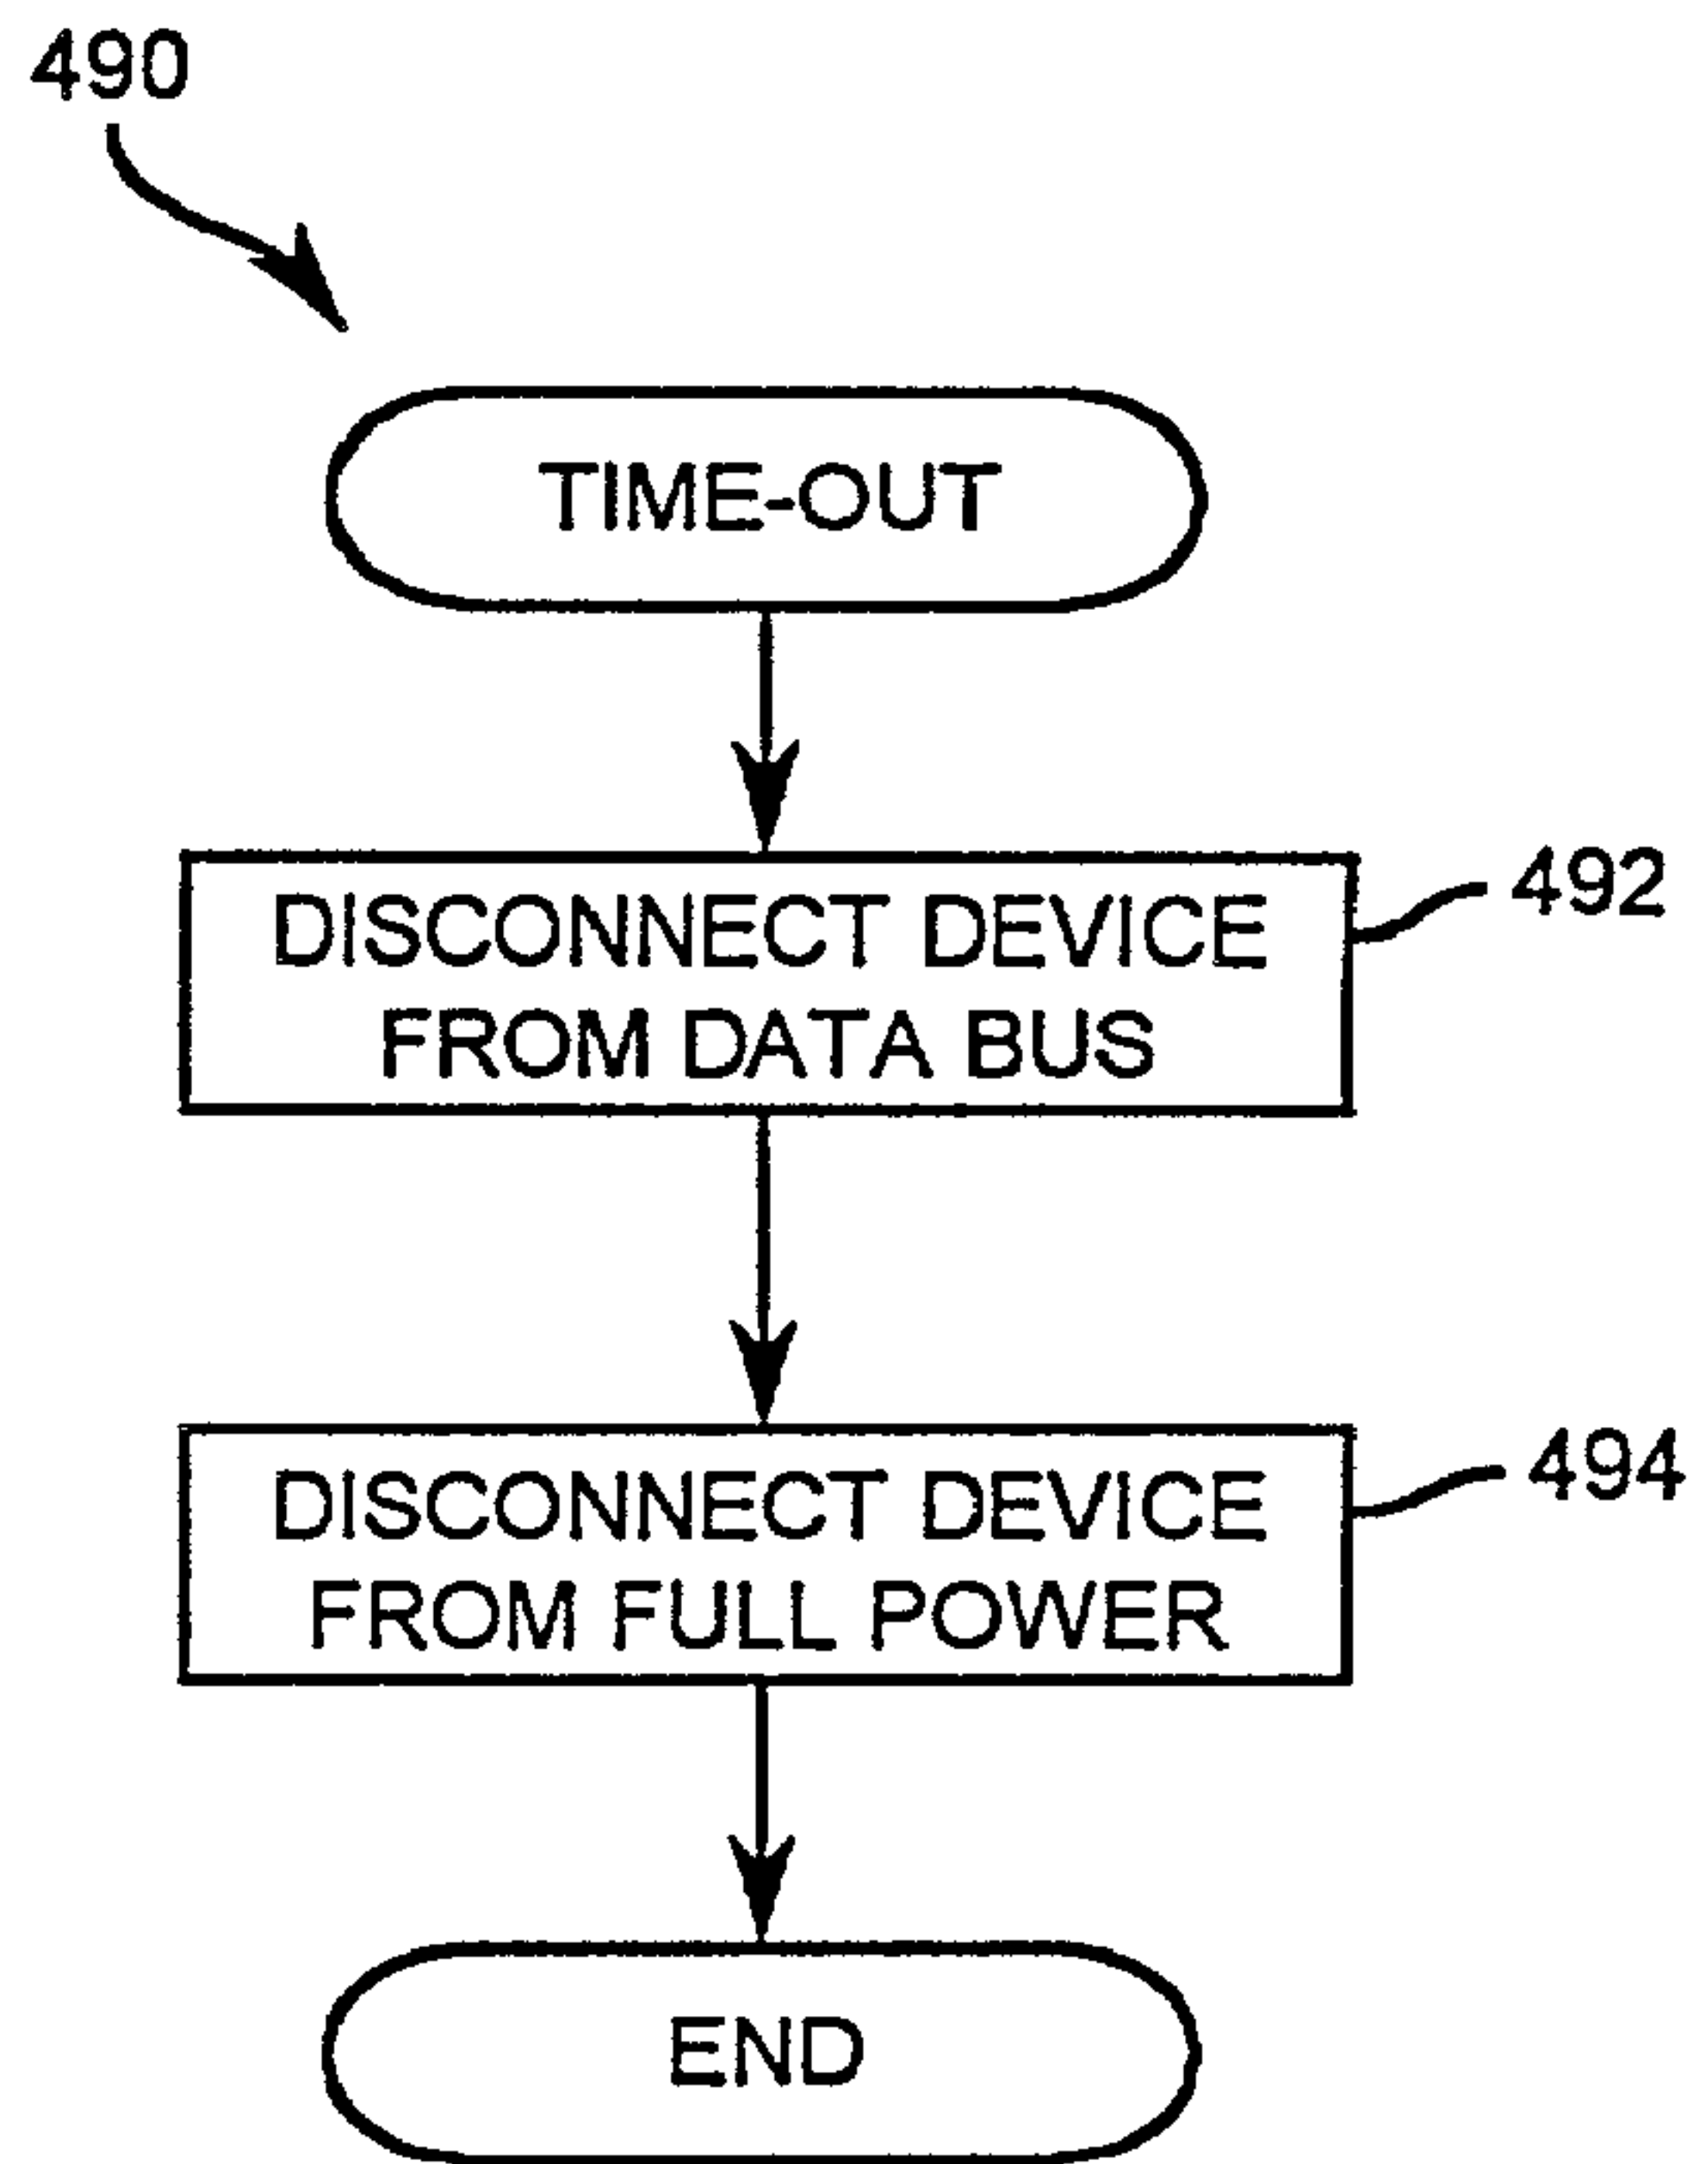 490
TIME-OUT
DISCONNECT DEVICE
FROM DATA BUS
492
DISCONNECT DEVICE
FROM FULL POWER
494
END